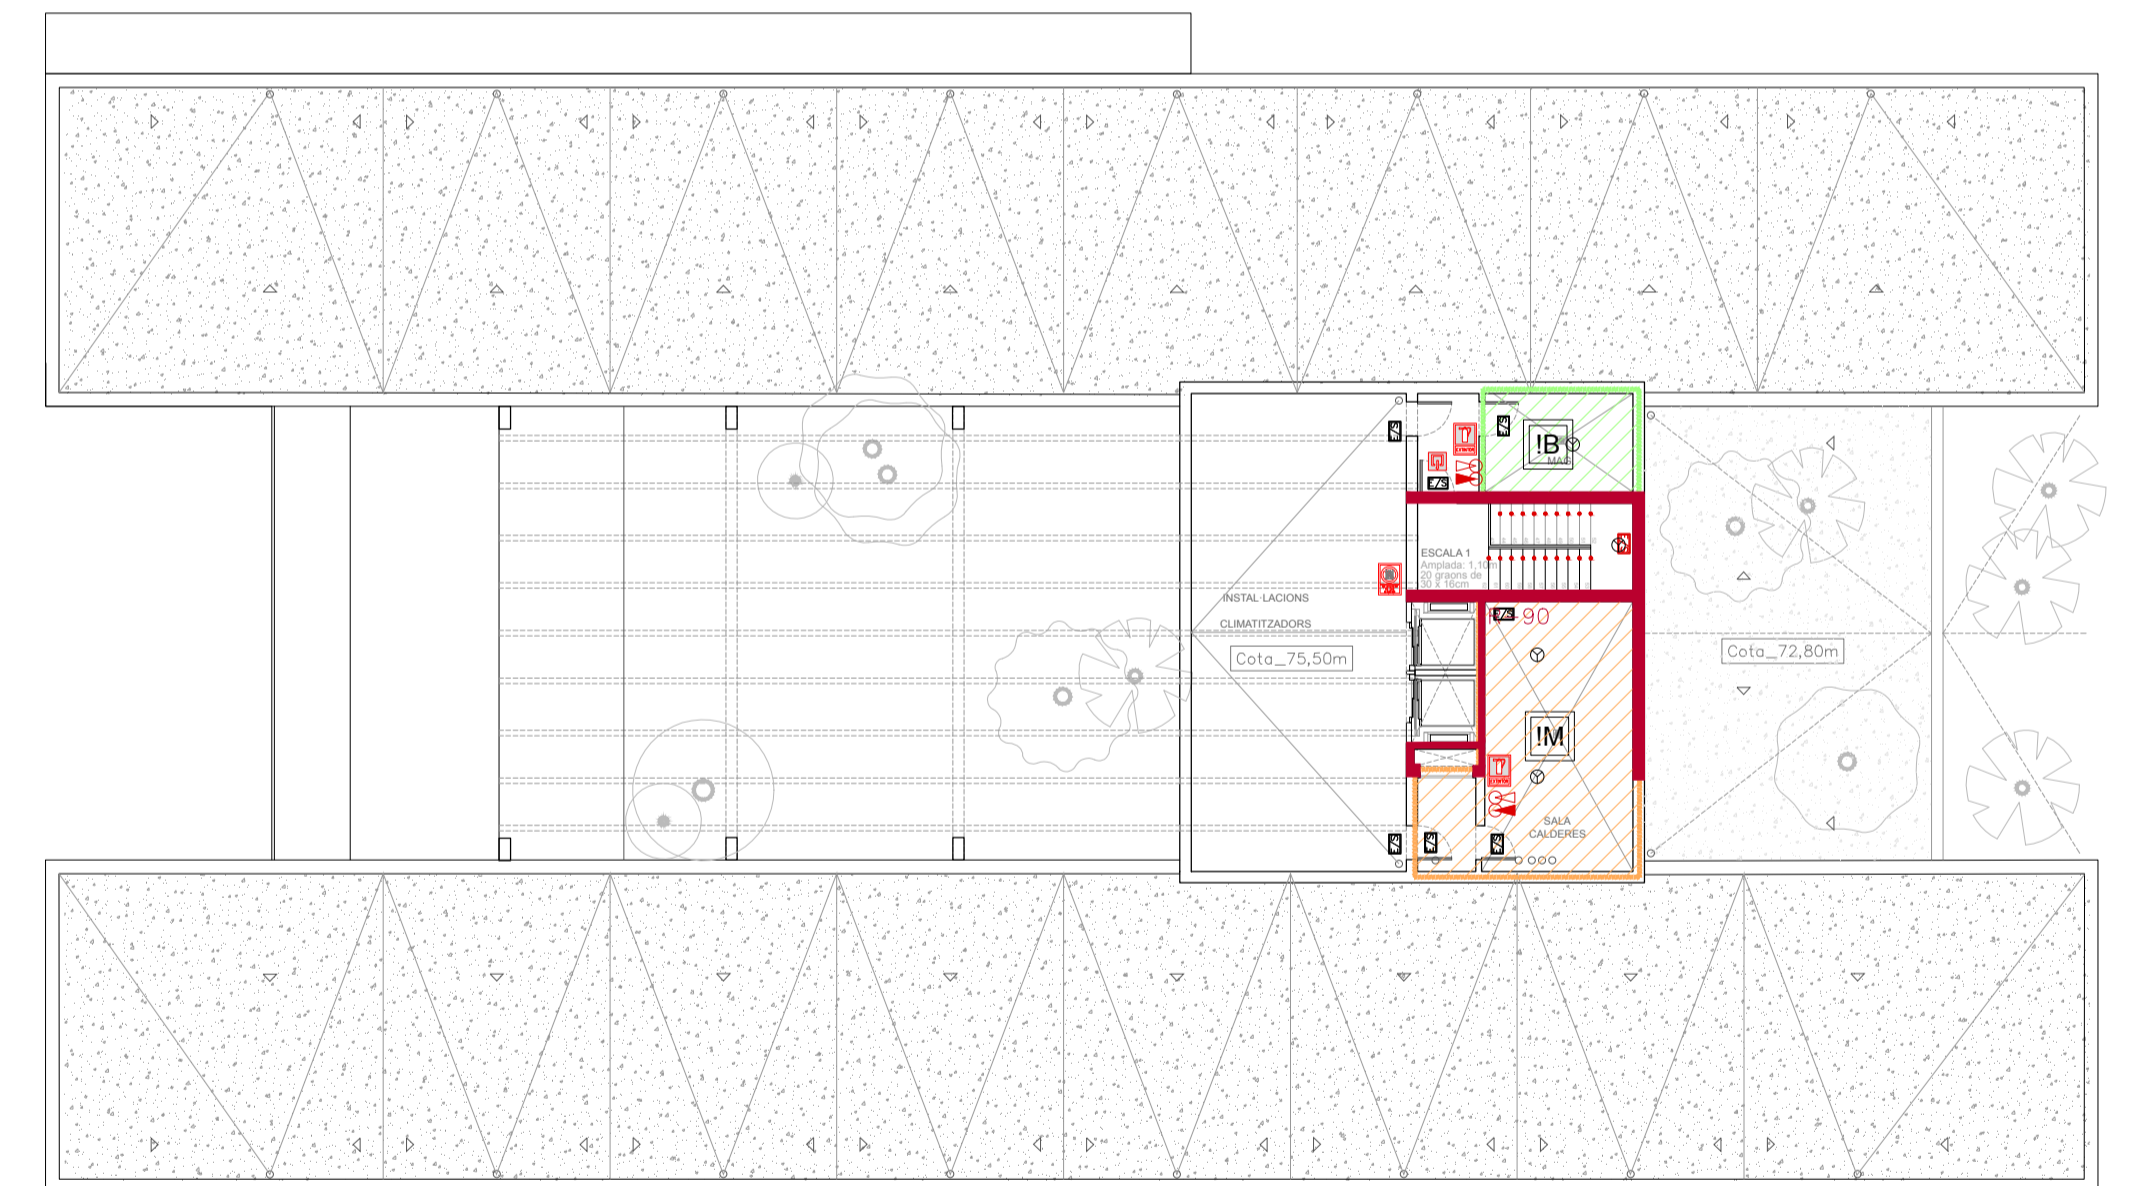 E/S
E/S
!B
MAG
E/S
ESCALA 1
Amplada: 1,10m
20 graons de
30 x 16cm
INSTAL·LACIONS
CLIMATITZADORS
Cota_75,50m
E/S
-90
Cota_72,80m
!M
SALA
CALDERES
E/S
E/S
E/S